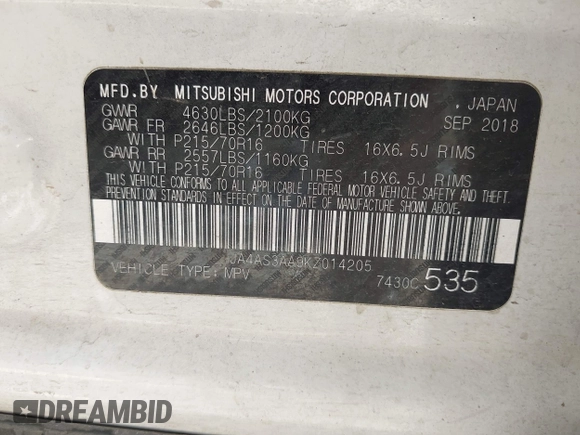 MFD.BY MITSUBISHI MOTORS CORPORATION . JAPAN
GVWR 4630LBS/2100KG SEP 2018
GAWR FR 2646LBS/1200KG
WITH P215/70R16 TIRES 16X6.5J RIMS
GAWR RR 2557LBS/1160KG
WITH P215/70R16 TIRES 16X6.5J RIMS
THIS VEHICLE CONFORMS TO ALL APPLICABLE FEDERAL MOTOR VEHICLE SAFETY AND THEFT
PREVENTION STANDARDS IN EFFECT ON THE DATE OF MANUFACTURE SHOWN ABOVE.
JA4AS3AA9KZ014205
VEHICLE TYPE: MPV 7430C 535
DREAMBID